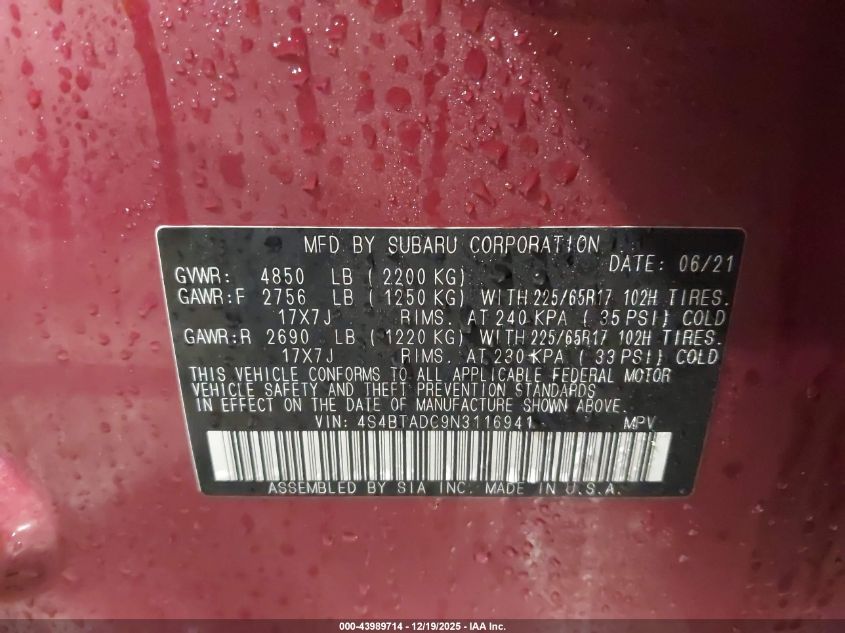 MFD BY SUBARU CORPORATION
DATE: 06/21
GVWR: 4850 LB ( 2200 KG)
GAWR:F 2756 LB ( 1250 KG) WITH 225/65R17 102H TIRES.
17X7J RIMS. AT 240 KPA ( 35 PSI) COLD
GAWR:R 2690 LB ( 1220 KG) WITH 225/65R17 102H TIRES.
17X7J RIMS. AT 230 KPA ( 33 PSI) COLD
THIS VEHICLE CONFORMS TO ALL APPLICABLE FEDERAL MOTOR
VEHICLE SAFETY AND THEFT PREVENTION STANDARDS
IN EFFECT ON THE DATE OF MANUFACTURE SHOWN ABOVE.
VIN: 4S4BTADC9N3116941 MPV
ASSEMBLED BY SIA INC. MADE IN U.S.A.
000-43989714 - 12/19/2025 - IAA Inc.